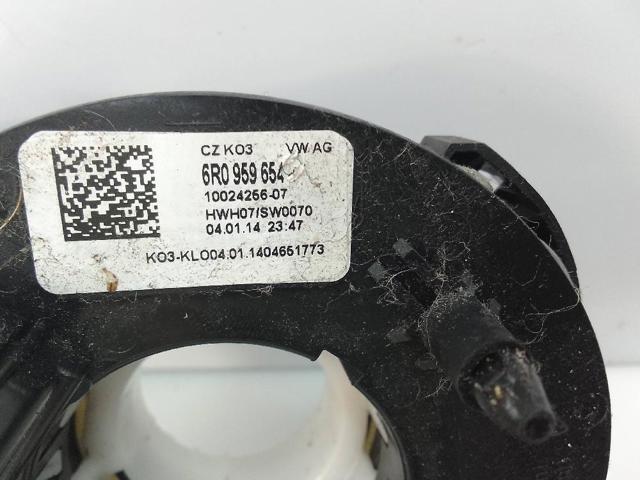 CZ KO3 VW AG
6R0 959 654
10024256-07
HWH07/SW0070
04.01.14 23:47
KO3-KLO04.01.1404651773